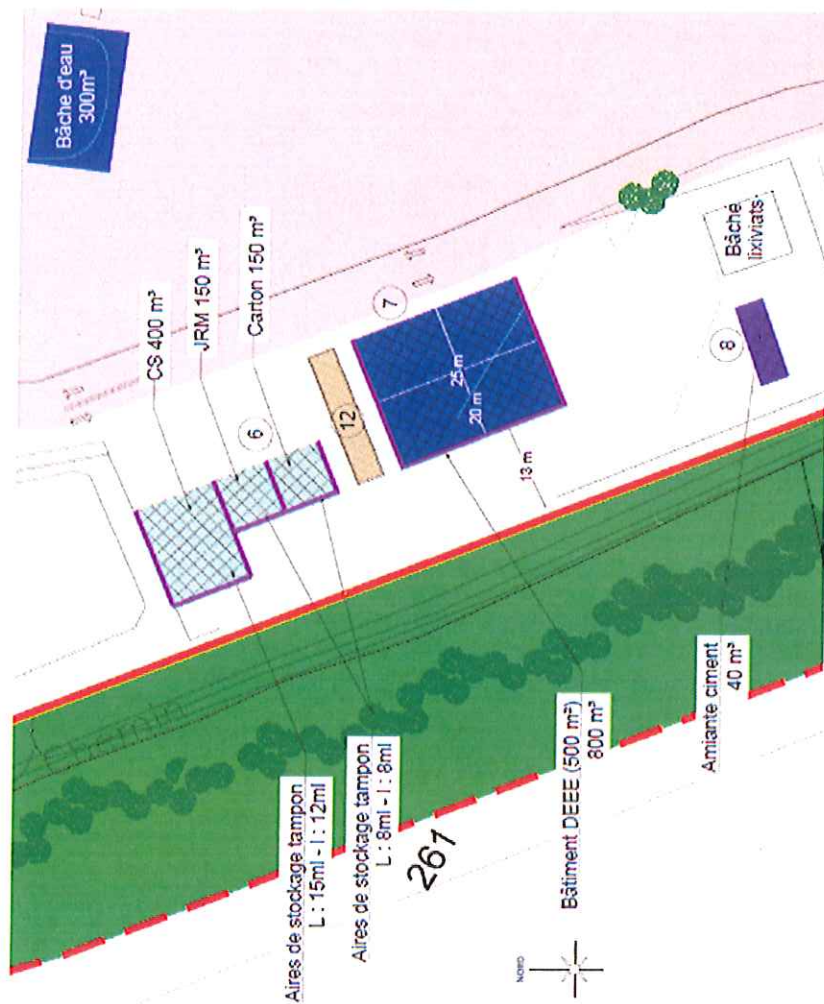 Bâche d'eau
300m³
CS 400 m³
JRM 150 m³
Carton 150 m³
6
12
7
25 m
20 m
13 m
Bâche
lixiviats
8
chemin
Aires de stockage tampon
L : 15ml - l : 12ml
Aires de stockage tampon
L : 8ml - l : 8ml
261
Bâtiment DEEE (500 m²)
800 m³
Amiante ciment
40 m³
NORD